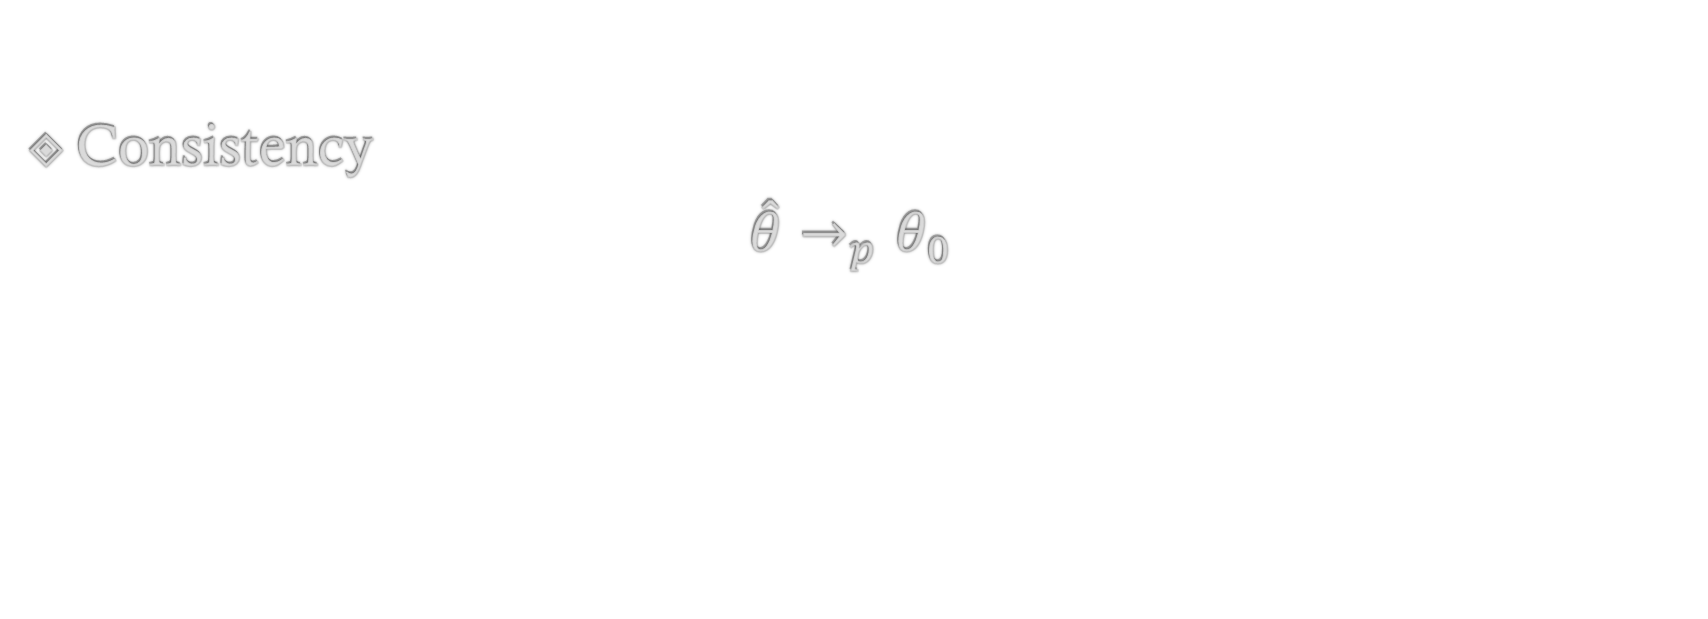 ◈ Consistency
θ̂ →ₚ θ₀